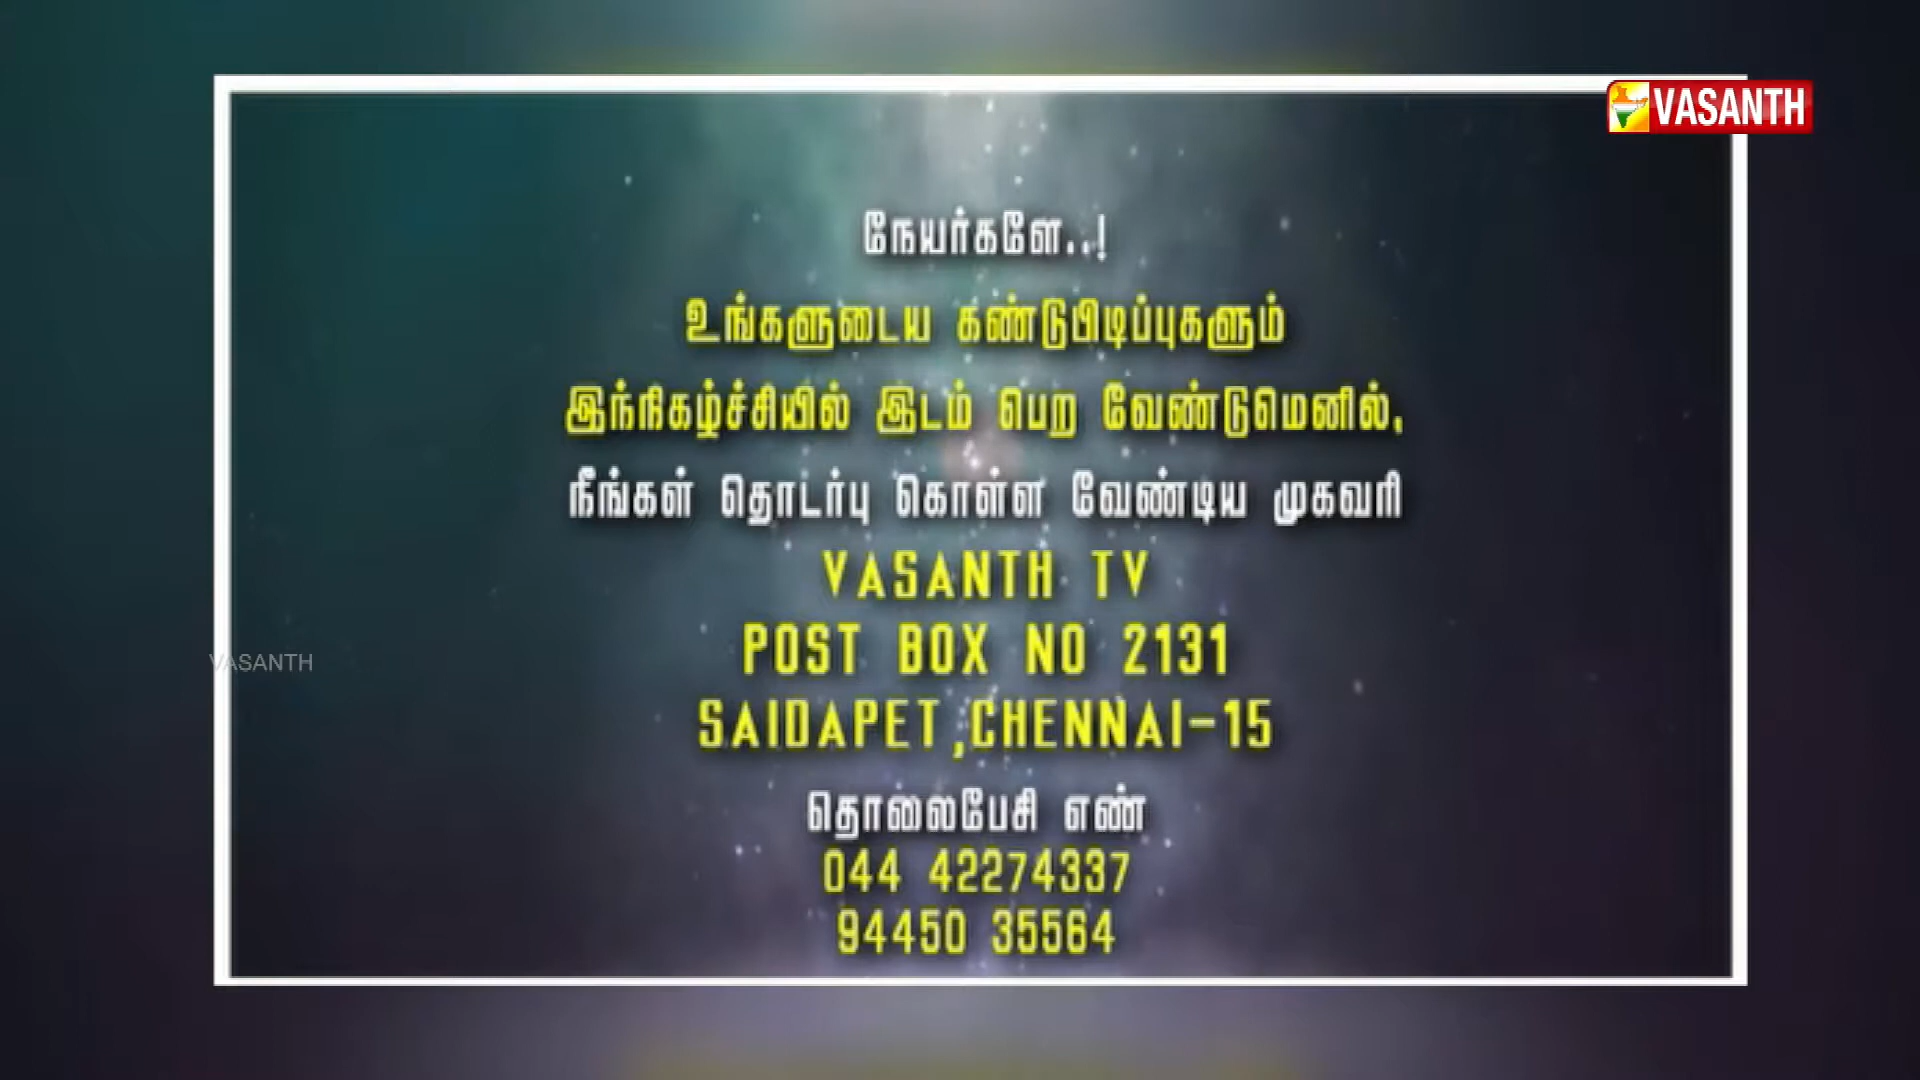 VASANTH
நேயர்களே..!
உங்களுடைய கண்டுபிடிப்புகளும்
இந்நிகழ்ச்சியில் இடம் பெற வேண்டுமெனில்,
நீங்கள் தொடர்பு கொள்ள வேண்டிய முகவரி
VASANTH TV
POST BOX NO 2131
VASANTH
SAIDAPET,CHENNAI-15
தொலைபேசி எண்
044 42274337
94450 35564